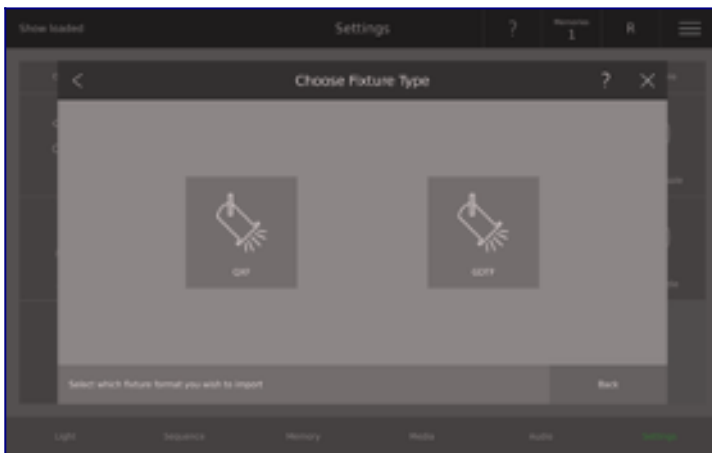 Show loaded
Settings
?
Memories
1
R
Choose Fixture Type
?
GDTF
Select which fixture format you wish to import
Back
Light
Sequence
Memory
Media
Audio
Settings